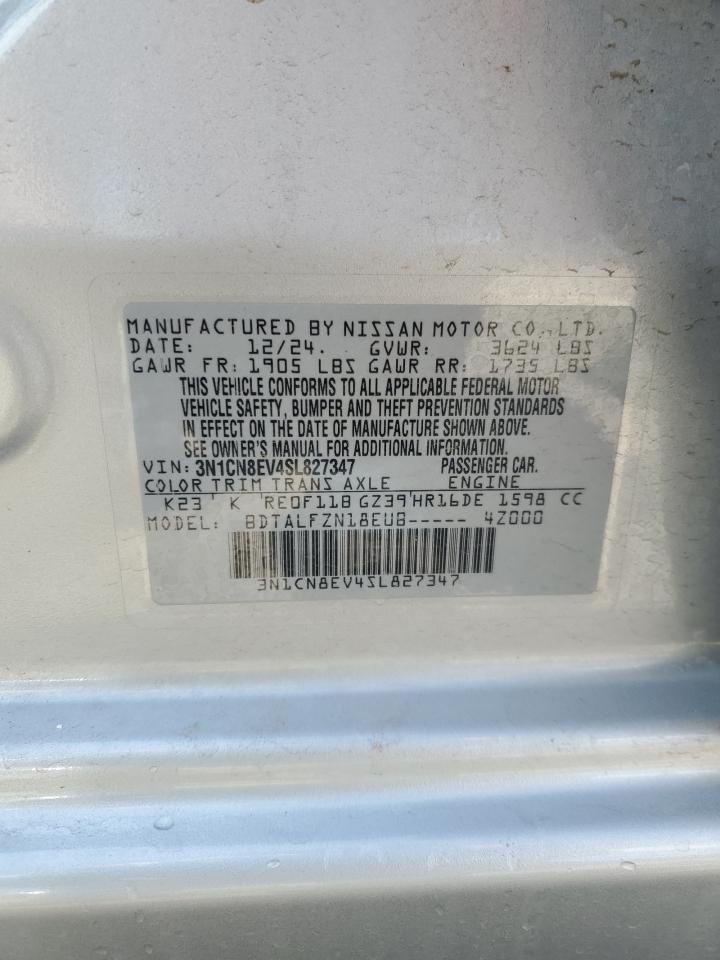 MANUFACTURED BY NISSAN MOTOR CO.,LTD.
DATE: 12/24. GVWR: 3624 LBS
GAWR FR: 1905 LBS GAWR RR: 1735 LBS
THIS VEHICLE CONFORMS TO ALL APPLICABLE FEDERAL MOTOR
VEHICLE SAFETY, BUMPER AND THEFT PREVENTION STANDARDS
IN EFFECT ON THE DATE OF MANUFACTURE SHOWN ABOVE.
SEE OWNER'S MANUAL FOR ADDITIONAL INFORMATION.
VIN: 3N1CN8EV4SL827347 PASSENGER CAR.
COLOR TRIM TRANS AXLE ENGINE
K23 K RE0F11B GZ39 HR16DE 1598 CC
MODEL: BDTALFZN18EUB----- 4Z000
3N1CN8EV4SL827347